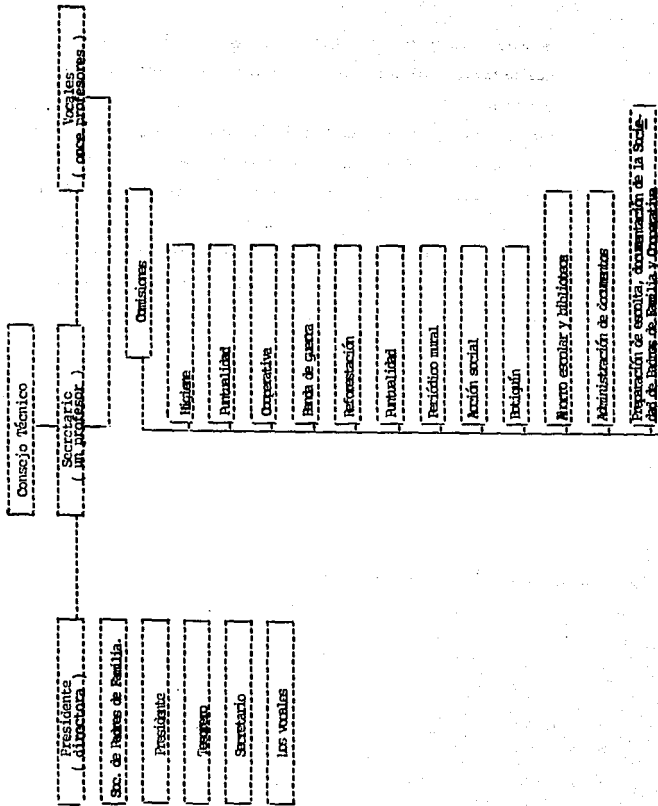 Consejo Técnico
Presidente
( directora )
Secretario
( un profesor )
Vocales
( once profesores )
Soc. de Padres de Familia.
Presidente
Tesorero
Secretario
Los vocales
Comisiones
Higiene
Puntualidad
Cooperativa
Banda de guerra
Reforestación
Puntualidad
Periódico mural
Acción social
Botiquín
Ahorro escolar y biblioteca
Administración de documentos
Preparación de escolta, documentación de la Socie-
dad de Padres de Familia y Cooperativa